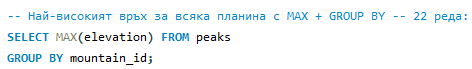 -- Най-високият връх за всяка планина с MAX + GROUP BY -- 22 реда:
SELECT MAX(elevation) FROM peaks
GROUP BY mountain_id;